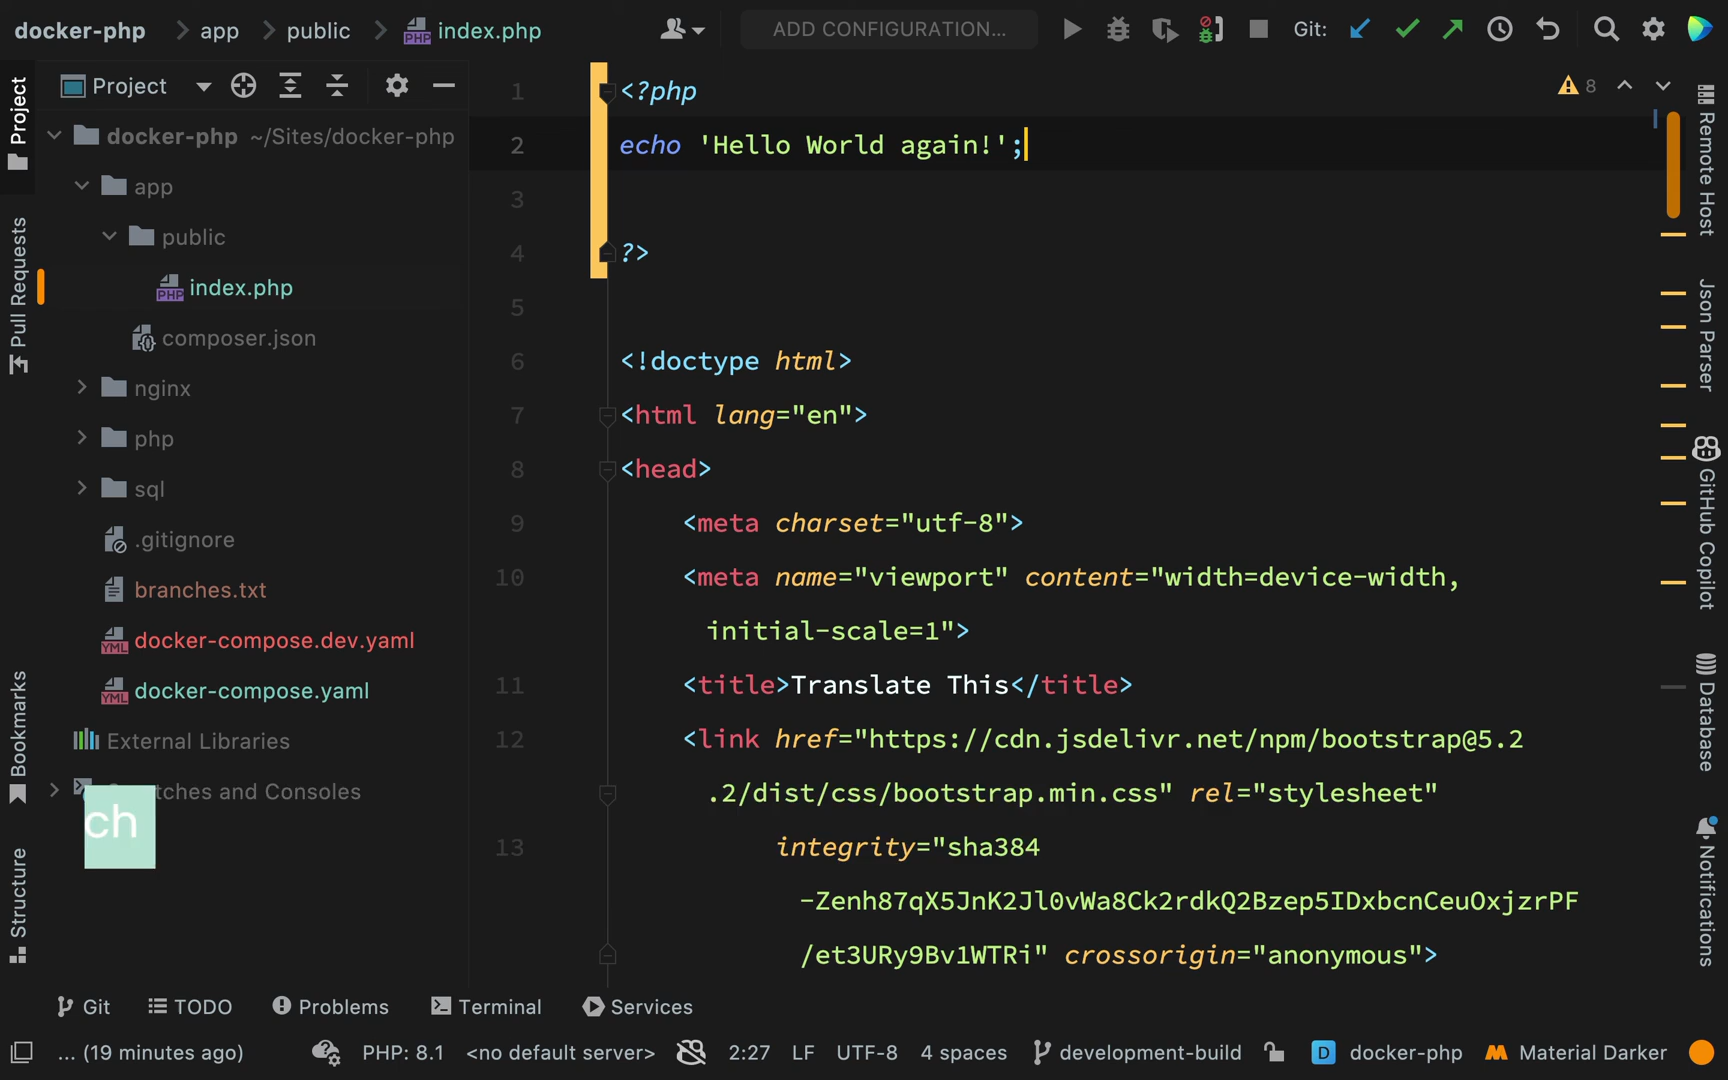 docker-php > app > public > index.php
ADD CONFIGURATION...
Git:
Project
docker-php ~/Sites/docker-php
app
public
index.php
composer.json
nginx
php
sql
.gitignore
branches.txt
docker-compose.dev.yaml
docker-compose.yaml
External Libraries
tches and Consoles
ch
Project
Pull Requests
Bookmarks
Structure
8
1 <?php
2 echo 'Hello World again!';
3
4 ?>
5
6 <!doctype html>
7 <html lang="en">
8 <head>
9 <meta charset="utf-8">
10 <meta name="viewport" content="width=device-width,
initial-scale=1">
11 <title>Translate This</title>
12 <link href="https://cdn.jsdelivr.net/npm/bootstrap@5.2
.2/dist/css/bootstrap.min.css" rel="stylesheet"
13 integrity="sha384
-Zenh87qX5JnK2Jl0vWa8Ck2rdkQ2Bzep5IDxbcnCeuOxjzrPF
/et3URy9Bv1WTRi" crossorigin="anonymous">
Remote Host
Json Parser
GitHub Copilot
Database
Notifications
Git
TODO
Problems
Terminal
Services
... (19 minutes ago)
PHP: 8.1
<no default server>
2:27
LF
UTF-8
4 spaces
development-build
D
docker-php
Material Darker